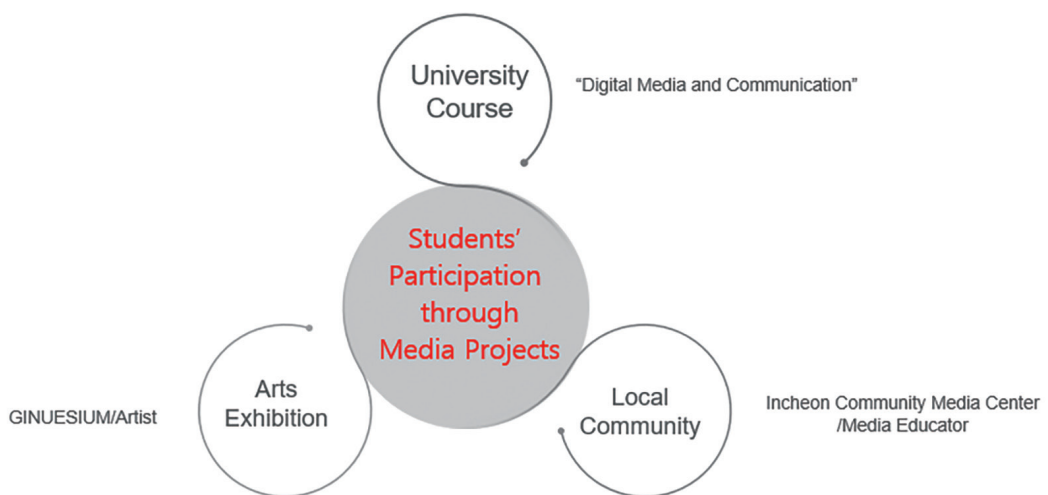 University
Course
“Digital Media and Communication”
Students’
Participation
through
Media Projects
Arts
Exhibition
GINUESIUM/Artist
Local
Community
Incheon Community Media Center
/Media Educator